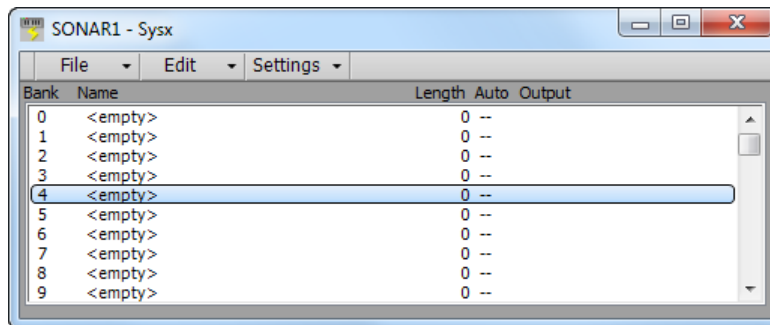 SONAR1 - Sysx
File Edit Settings
Bank Name Length Auto Output
0 <empty> 0 --
1 <empty> 0 --
2 <empty> 0 --
3 <empty> 0 --
4 <empty> 0 --
5 <empty> 0 --
6 <empty> 0 --
7 <empty> 0 --
8 <empty> 0 --
9 <empty> 0 --